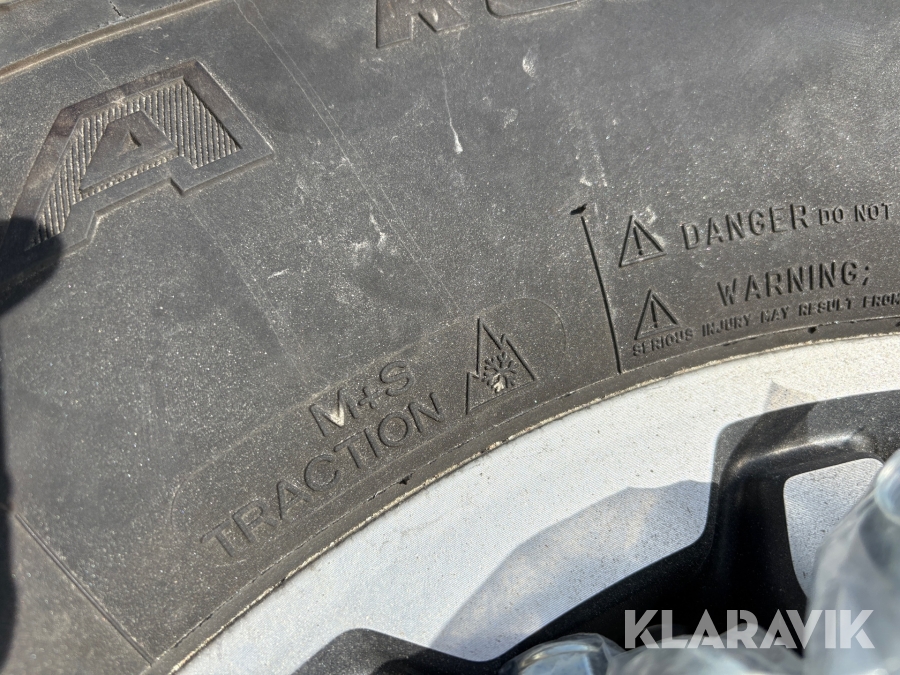 A
DANGER DO NOT
WARNING;
SERIOUS INJURY MAY RESULT FROM
M+S
TRACTION
KLARAVIK